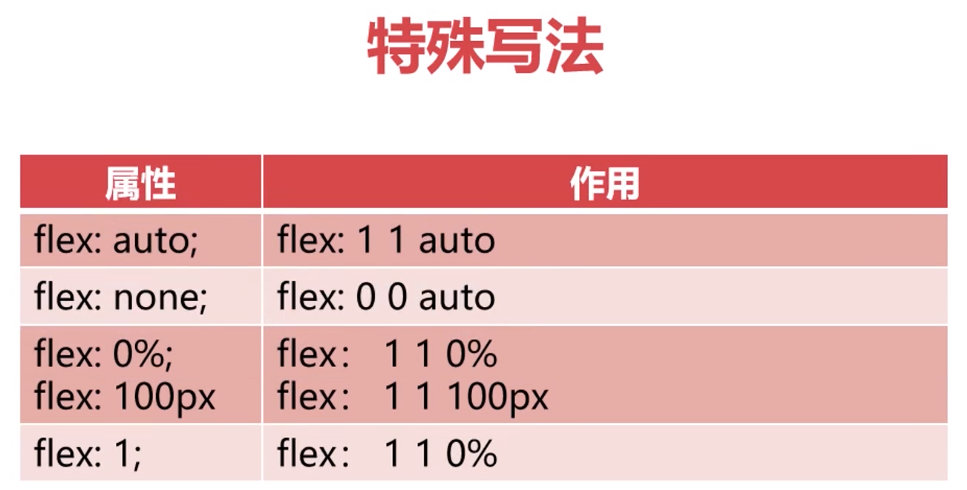 特殊写法
属性 作用
flex: auto; flex: 1 1 auto
flex: none; flex: 0 0 auto
flex: 0%; flex： 1 1 0%
flex: 100px flex： 1 1 100px
flex: 1; flex： 1 1 0%